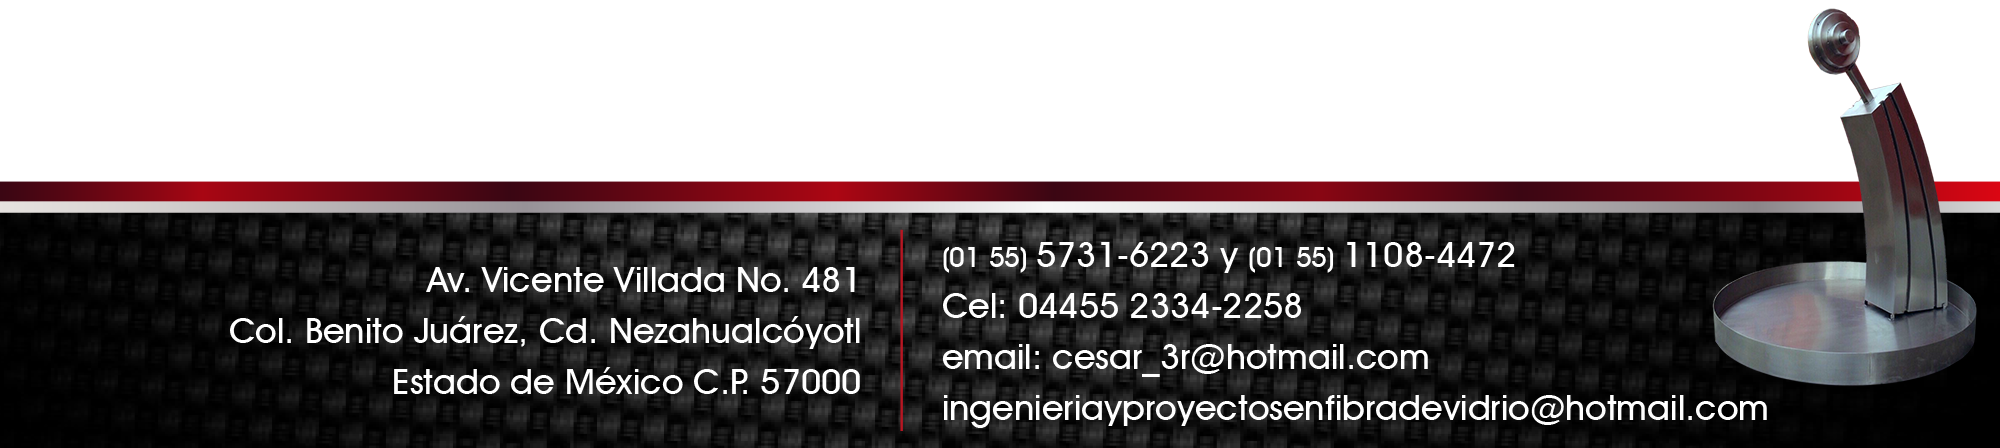 Av. Vicente Villada No. 481
Col. Benito Juárez, Cd. Nezahualcóyotl
Estado de México C.P. 57000
(01 55) 5731-6223 y (01 55) 1108-4472
Cel: 04455 2334-2258
email: cesar_3r@hotmail.com
ingenieriayproyectosenfibradevidrio@hotmail.com